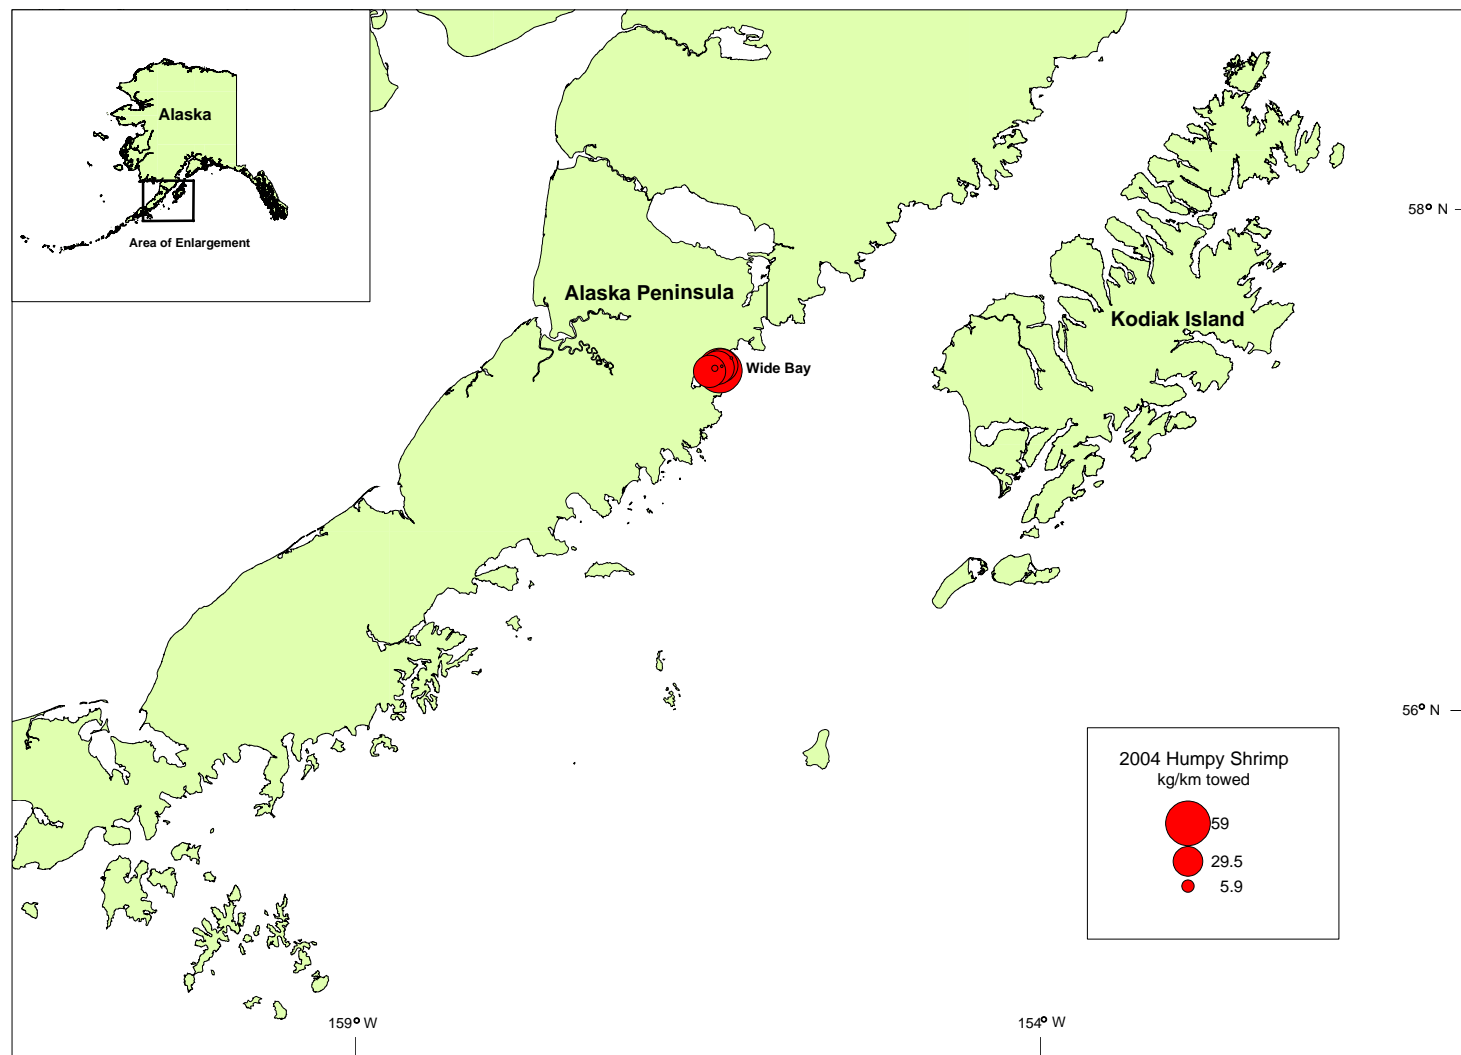 Alaska
Area of Enlargement
58° N
Alaska Peninsula
Kodiak Island
Wide Bay
56° N
2004 Humpy Shrimp
kg/km towed
59
29.5
5.9
159° W
154° W